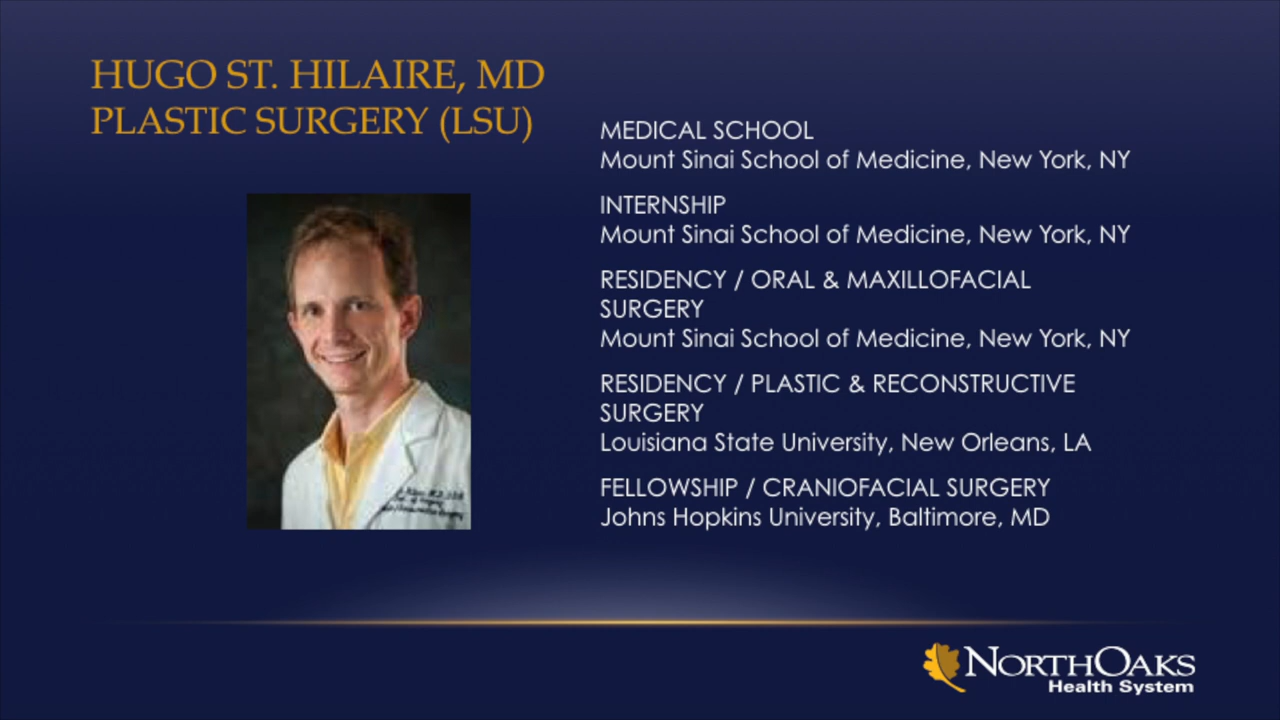 HUGO ST. HILAIRE, MD
PLASTIC SURGERY (LSU)
MEDICAL SCHOOL
Mount Sinai School of Medicine, New York, NY
INTERNSHIP
Mount Sinai School of Medicine, New York, NY
RESIDENCY / ORAL & MAXILLOFACIAL
SURGERY
Mount Sinai School of Medicine, New York, NY
RESIDENCY / PLASTIC & RECONSTRUCTIVE
SURGERY
Louisiana State University, New Orleans, LA
FELLOWSHIP / CRANIOFACIAL SURGERY
Johns Hopkins University, Baltimore, MD
NORTHOAKS
Health System